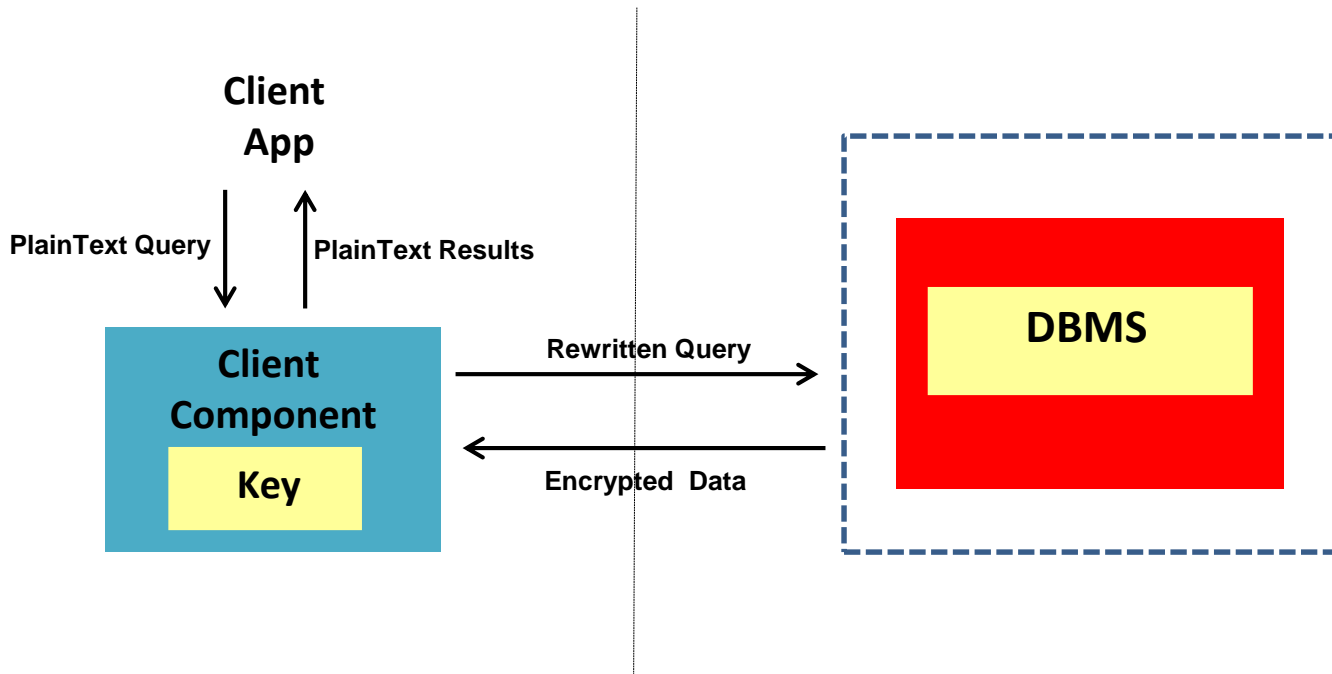 Client
App
PlainText Query
PlainText Results
Client
Component
Key
Rewritten Query
Encrypted  Data
DBMS